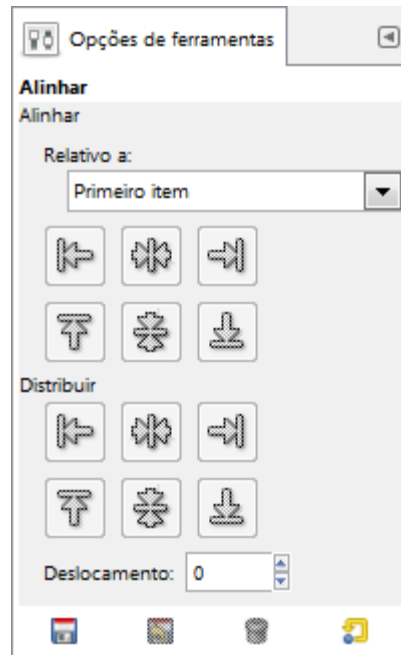 Opções de ferramentas
Alinhar
Alinhar
Relativo a:
Primeiro item
Distribuir
Deslocamento: 0